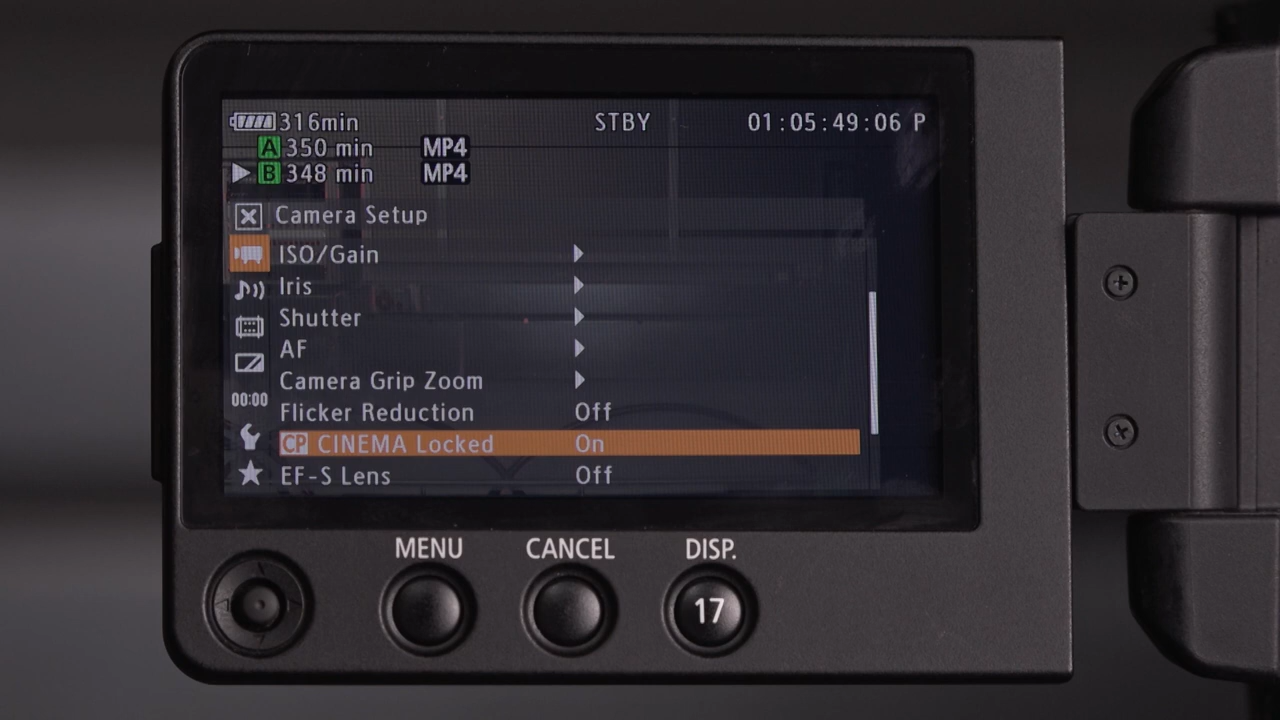 316min STBY 01:05:49:06 P
A 350 min MP4
B 348 min MP4
Camera Setup
ISO/Gain
Iris
Shutter
AF
Camera Grip Zoom
00:00
Flicker Reduction Off
CP CINEMA Locked On
EF-S Lens Off
MENU CANCEL DISP.
17